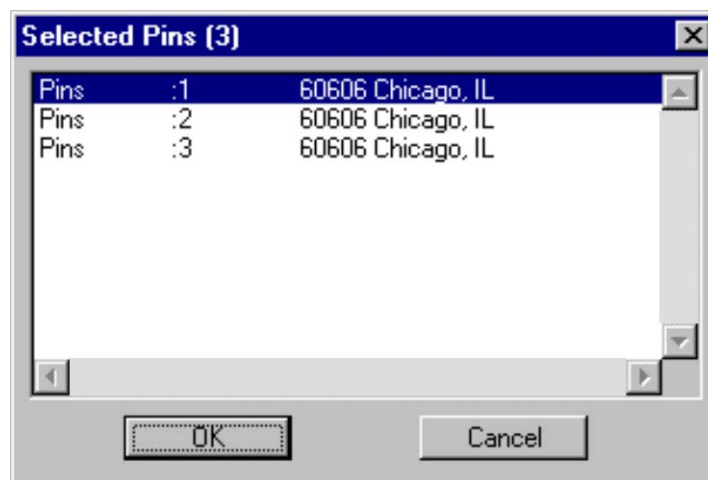 Selected Pins (3)
Pins :1 60606 Chicago, IL
Pins :2 60606 Chicago, IL
Pins :3 60606 Chicago, IL
OK Cancel